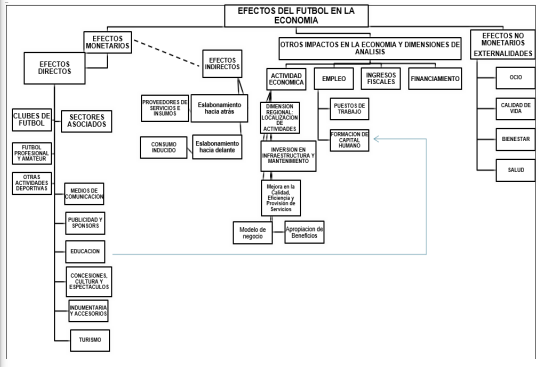 EFECTOS DEL FUTBOL EN LA
ECONOMIA
EFECTOS
MONETARIOS
EFECTOS NO
MONETARIOS
EXTERNALIDADES
OTROS IMPACTOS EN LA ECONOMIA Y DIMENSIONES DE
ANALISIS
EFECTOS
DIRECTOS
EFECTOS
INDIRECTOS
ACTIVIDAD
ECONOMICA
EMPLEO
INGRESOS
FISCALES
FINANCIAMIENTO
OCIO
CLUBES DE
FUTBOL
SECTORES
ASOCIADOS
PROVEEDORES DE
SERVICIOS E
INSUMOS
Eslabonamiento
hacia atrás
DIMENSION
REGIONAL:
LOCALIZACION
DE
ACTIVIDADES
PUESTOS DE
TRABAJO
CALIDAD DE
VIDA
FUTBOL
PROFESIONAL
Y AMATEUR
CONSUMO
INDUCIDO
Eslabonamiento
hacia delante
INVERSION EN
INFRAESTRUCTURA Y
MANTENIMIENTO
FORMACION DE
CAPITAL
HUMANO
BIENESTAR
OTRAS
ACTIVIDADES
DEPORTIVAS
MEDIOS DE
COMUNICACIÓN
Mejora en la
Calidad,
Eficiencia y
Provisión de
Servicios
SALUD
PUBLICIDAD Y
SPONSORS
Modelo de
negocio
Apropiacion de
Beneficios
EDUCACION
CONCESIONES,
CULTURA Y
ESPECTACULOS
INDUMENTARIA
Y ACCESORIOS
TURISMO